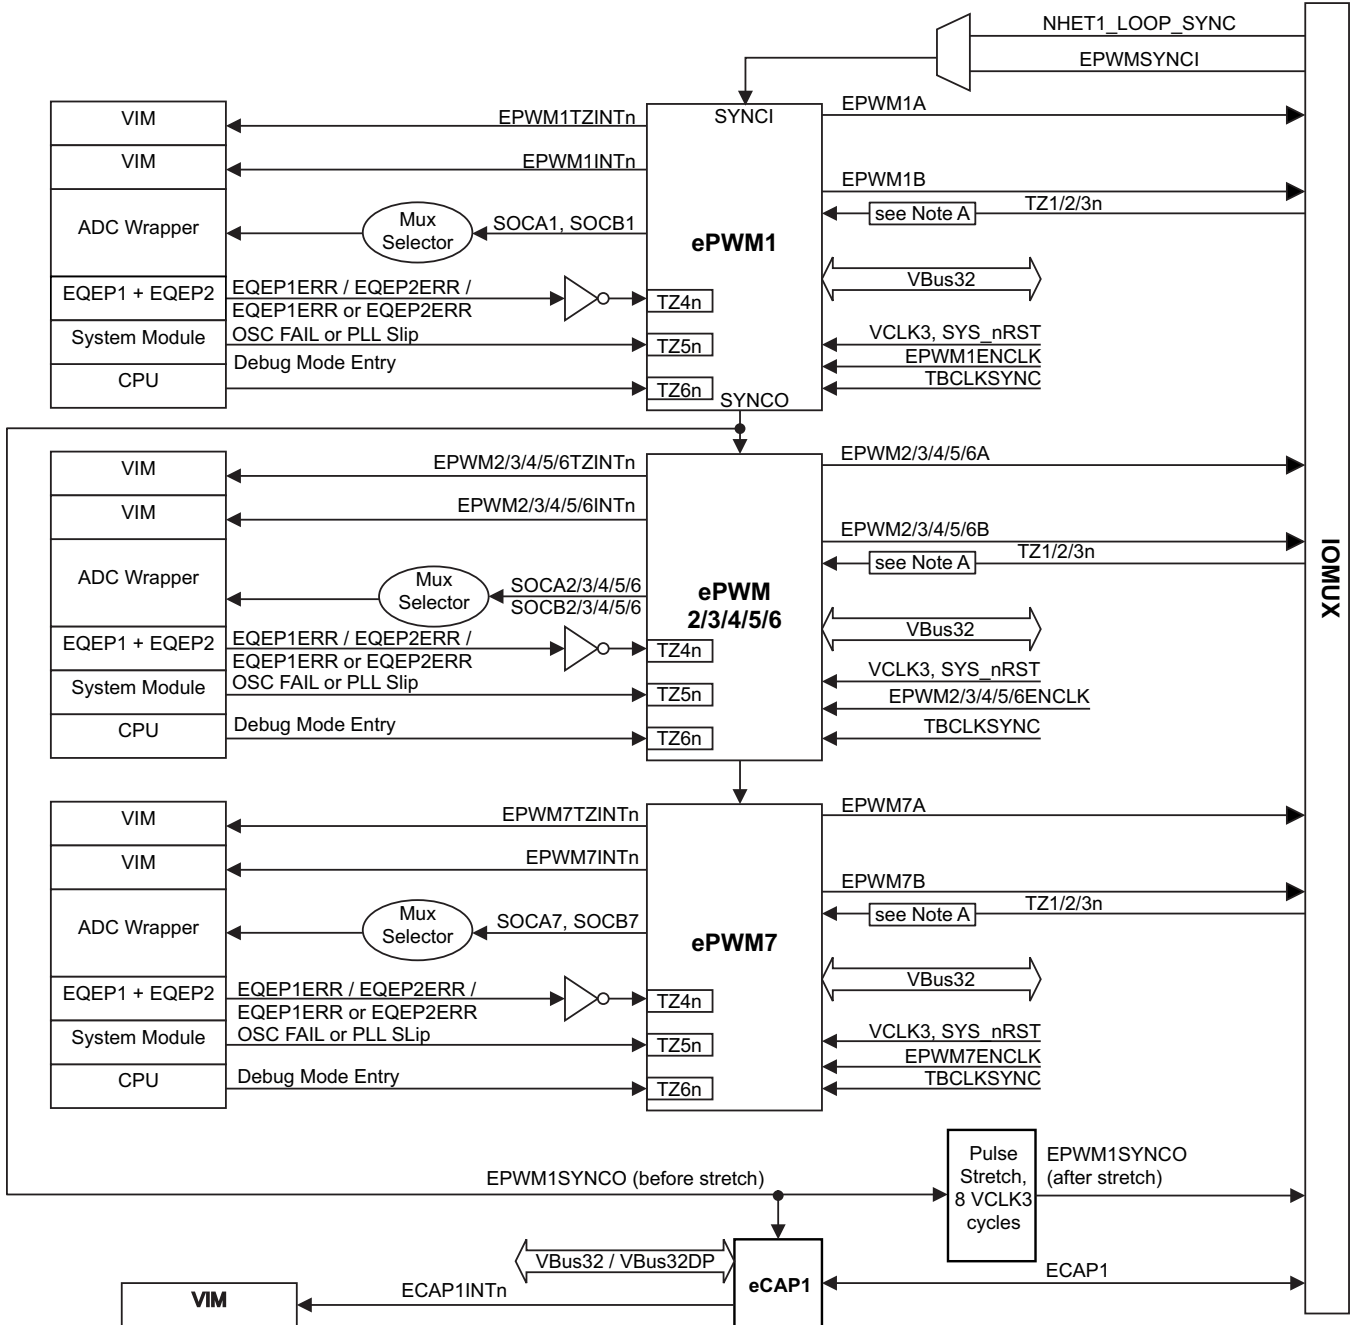 NHET1_LOOP_SYNC
EPWMSYNCI
IOMUX
VIM
EPWM1TZINTn
SYNCI
EPWM1A
VIM
EPWM1INTn
EPWM1B
ADC Wrapper
Mux
Selector
SOCA1, SOCB1
ePWM1
see Note A
TZ1/2/3n
VBus32
EQEP1 + EQEP2
EQEP1ERR / EQEP2ERR /
EQEP1ERR or EQEP2ERR
TZ4n
System Module
OSC FAIL or PLL Slip
TZ5n
VCLK3, SYS_nRST
EPWM1ENCLK
CPU
Debug Mode Entry
TZ6n
TBCLKSYNC
SYNCO
VIM
EPWM2/3/4/5/6TZINTn
EPWM2/3/4/5/6A
VIM
EPWM2/3/4/5/6INTn
EPWM2/3/4/5/6B
ADC Wrapper
Mux
Selector
SOCA2/3/4/5/6
SOCB2/3/4/5/6
ePWM
2/3/4/5/6
see Note A
TZ1/2/3n
VBus32
EQEP1 + EQEP2
EQEP1ERR / EQEP2ERR /
EQEP1ERR or EQEP2ERR
TZ4n
System Module
OSC FAIL or PLL Slip
TZ5n
VCLK3, SYS_nRST
EPWM2/3/4/5/6ENCLK
CPU
Debug Mode Entry
TZ6n
TBCLKSYNC
VIM
EPWM7TZINTn
EPWM7A
VIM
EPWM7INTn
EPWM7B
ADC Wrapper
Mux
Selector
SOCA7, SOCB7
ePWM7
see Note A
TZ1/2/3n
VBus32
EQEP1 + EQEP2
EQEP1ERR / EQEP2ERR /
EQEP1ERR or EQEP2ERR
TZ4n
System Module
OSC FAIL or PLL SLip
TZ5n
VCLK3, SYS_nRST
EPWM7ENCLK
CPU
Debug Mode Entry
TZ6n
TBCLKSYNC
EPWM1SYNCO (before stretch)
Pulse
Stretch,
8 VCLK3
cycles
EPWM1SYNCO
(after stretch)
VBus32 / VBus32DP
eCAP1
ECAP1
VIM
ECAP1INTn